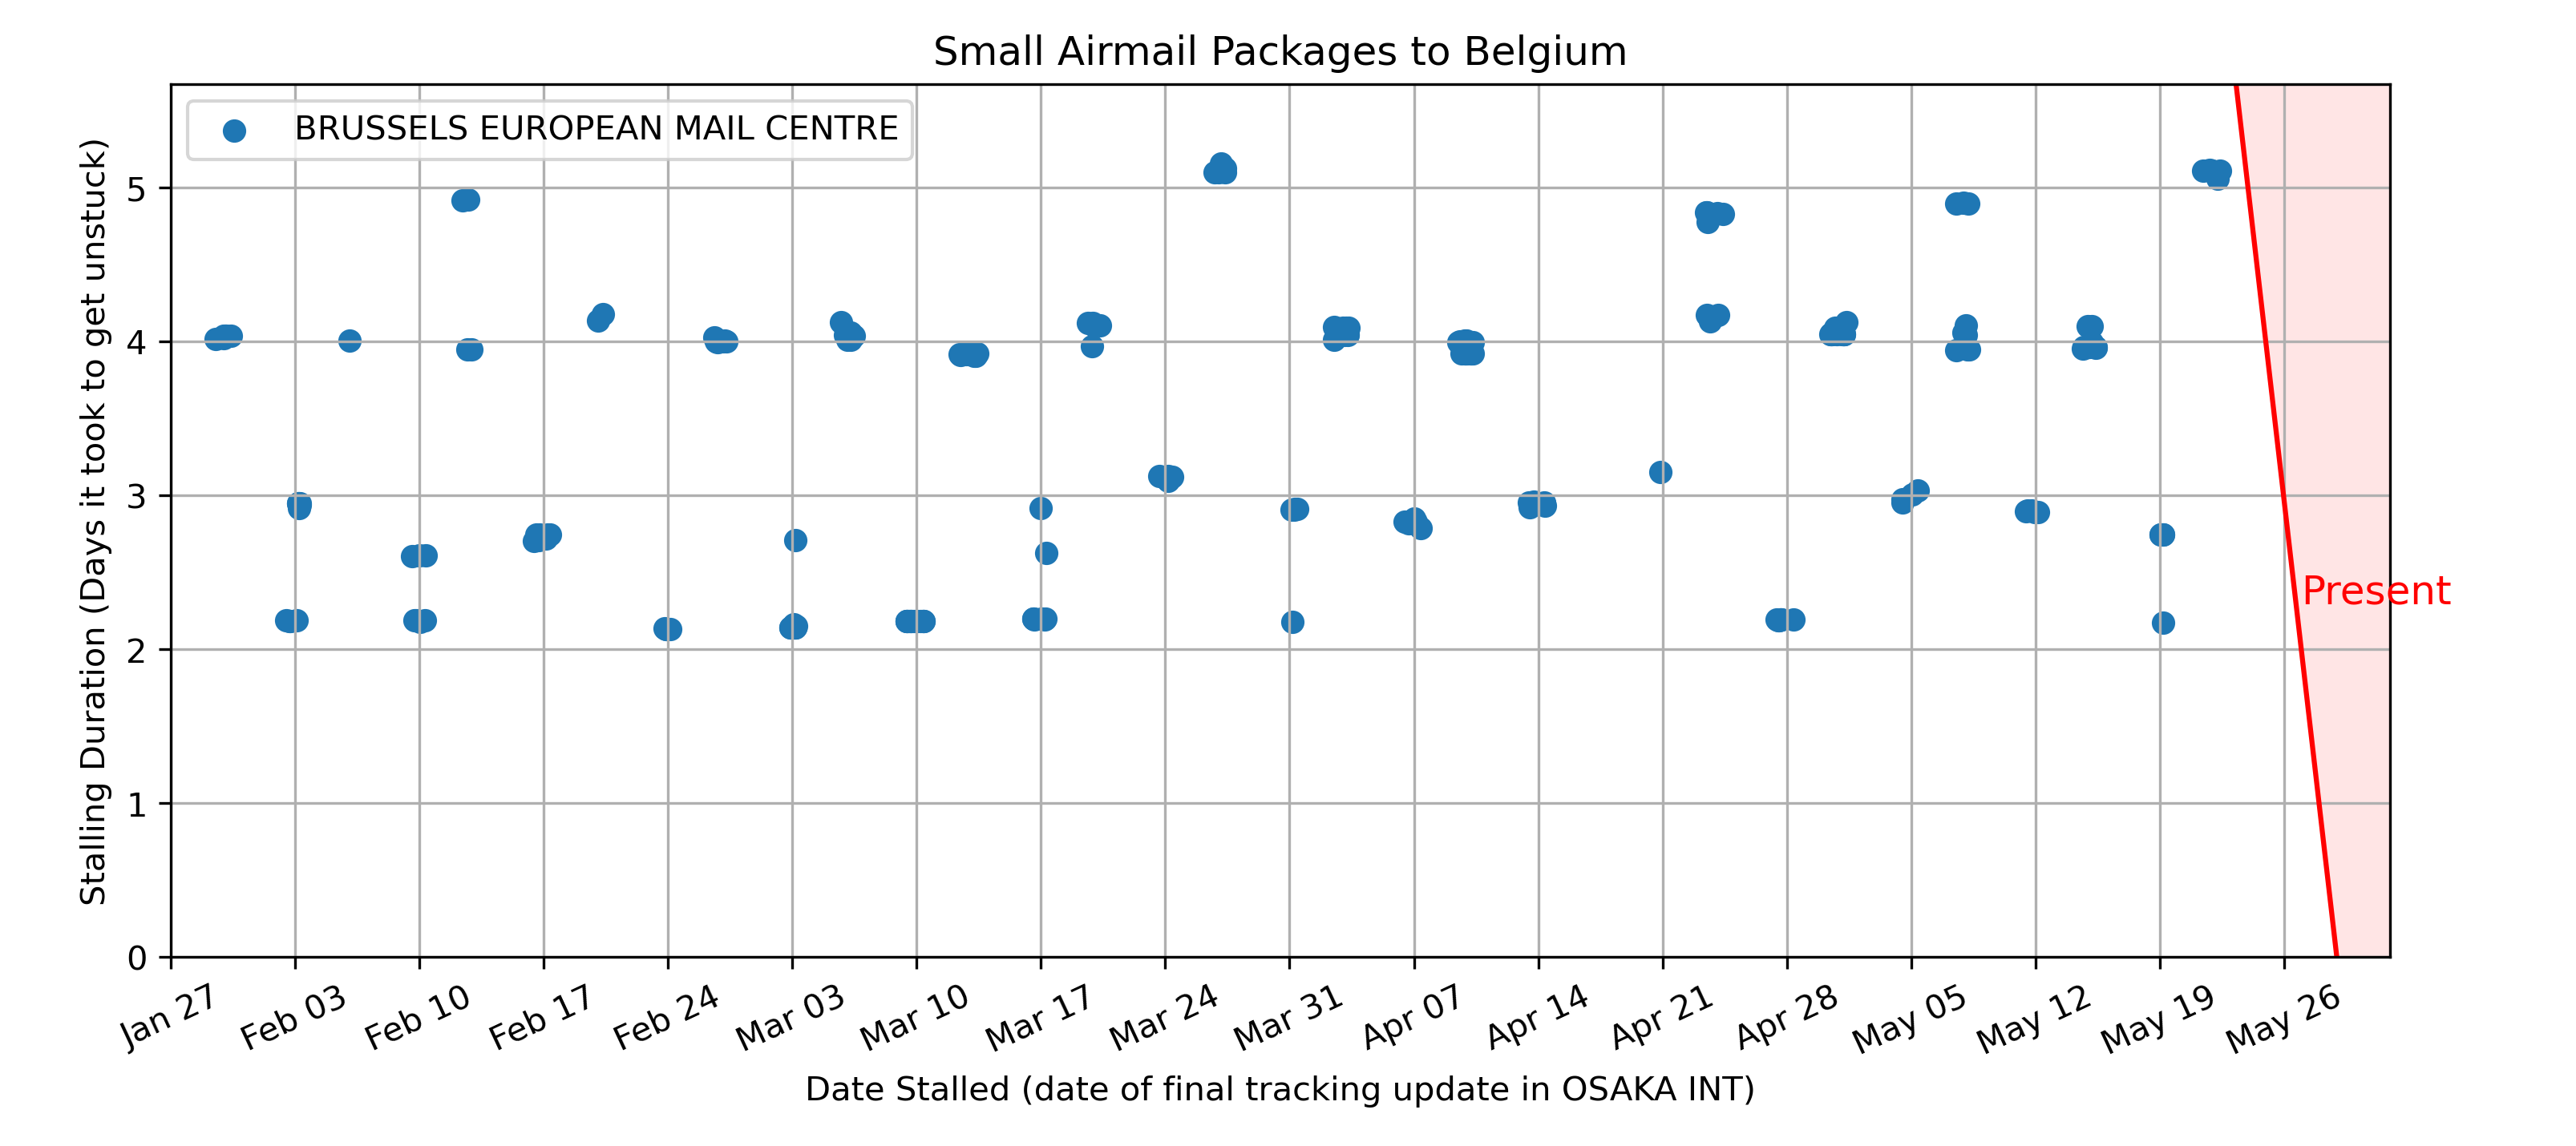 Small Airmail Packages to Belgium
BRUSSELS EUROPEAN MAIL CENTRE
Stalling Duration (Days it took to get unstuck)
5
4
3
2
1
0
Present
Jan 27
Feb 03
Feb 10
Feb 17
Feb 24
Mar 03
Mar 10
Mar 17
Mar 24
Mar 31
Apr 07
Apr 14
Apr 21
Apr 28
May 05
May 12
May 19
May 26
Date Stalled (date of final tracking update in OSAKA INT)